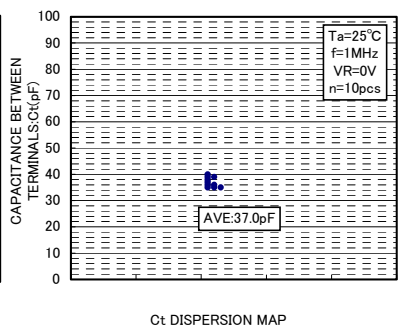 CAPACITANCE BETWEEN
TERMINALS:Ct(pF)
100
90
80
70
60
50
40
30
20
10
0
Ta=25°C
f=1MHz
VR=0V
n=10pcs
AVE:37.0pF
Ct DISPERSION MAP